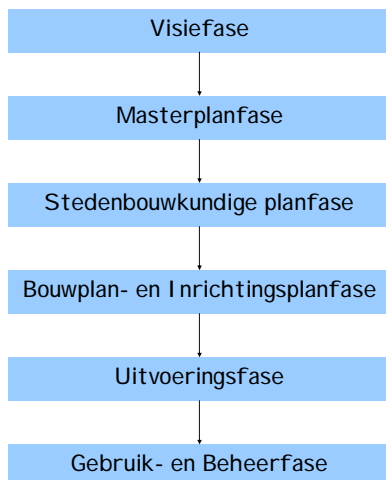 Visiefase
Masterplanfase
Stedenbouwkundige planfase
Bouwplan- en Inrichtingsplanfase
Uitvoeringsfase
Gebruik- en Beheerfase